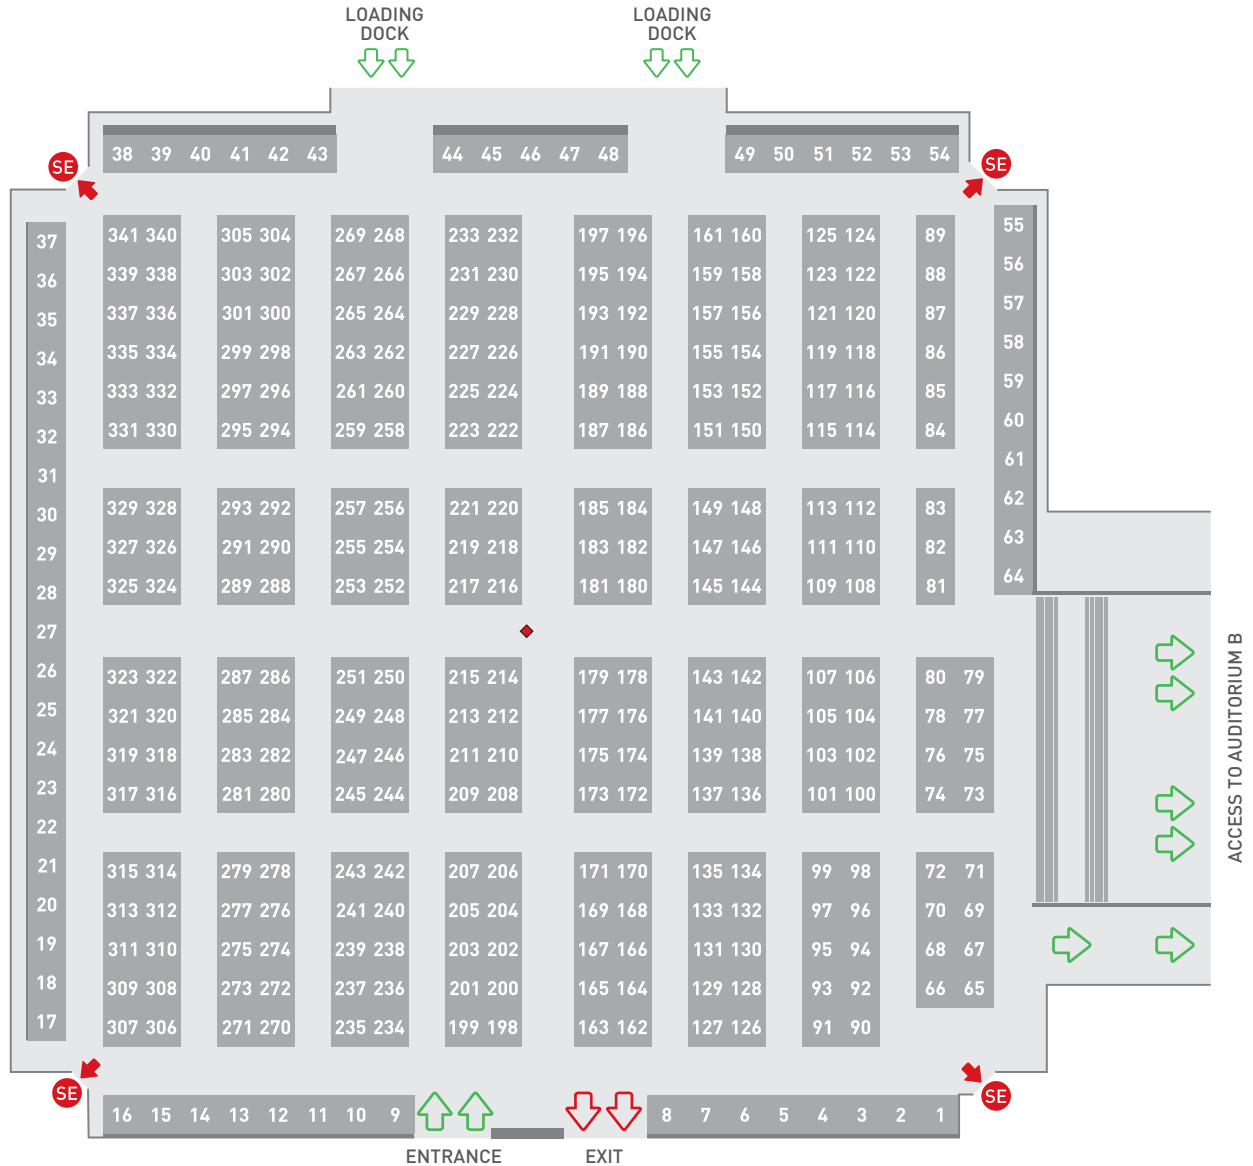 LOADING DOCK
LOADING DOCK
38 39 40 41 42 43
44 45 46 47 48
49 50 51 52 53 54
SE
SE
55
37 341 340 305 304 269 268 233 232 197 196 161 160 125 124 89
56
36 339 338 303 302 267 266 231 230 195 194 159 158 123 122 88
57
35 337 336 301 300 265 264 229 228 193 192 157 156 121 120 87
58
34 335 334 299 298 263 262 227 226 191 190 155 154 119 118 86
59
33 333 332 297 296 261 260 225 224 189 188 153 152 117 116 85
60
32 331 330 295 294 259 258 223 222 187 186 151 150 115 114 84
61
31
62
30 329 328 293 292 257 256 221 220 185 184 149 148 113 112 83
63
29 327 326 291 290 255 254 219 218 183 182 147 146 111 110 82
64
28 325 324 289 288 253 252 217 216 181 180 145 144 109 108 81
27
26 323 322 287 286 251 250 215 214 179 178 143 142 107 106 80 79
25 321 320 285 284 249 248 213 212 177 176 141 140 105 104 78 77
24 319 318 283 282 247 246 211 210 175 174 139 138 103 102 76 75
23 317 316 281 280 245 244 209 208 173 172 137 136 101 100 74 73
22
ACCESS TO AUDITORIUM B
21 315 314 279 278 243 242 207 206 171 170 135 134 99 98 72 71
20 313 312 277 276 241 240 205 204 169 168 133 132 97 96 70 69
19 311 310 275 274 239 238 203 202 167 166 131 130 95 94 68 67
18 309 308 273 272 237 236 201 200 165 164 129 128 93 92 66 65
17 307 306 271 270 235 234 199 198 163 162 127 126 91 90
SE
SE
16 15 14 13 12 11 10 9
8 7 6 5 4 3 2 1
ENTRANCE
EXIT